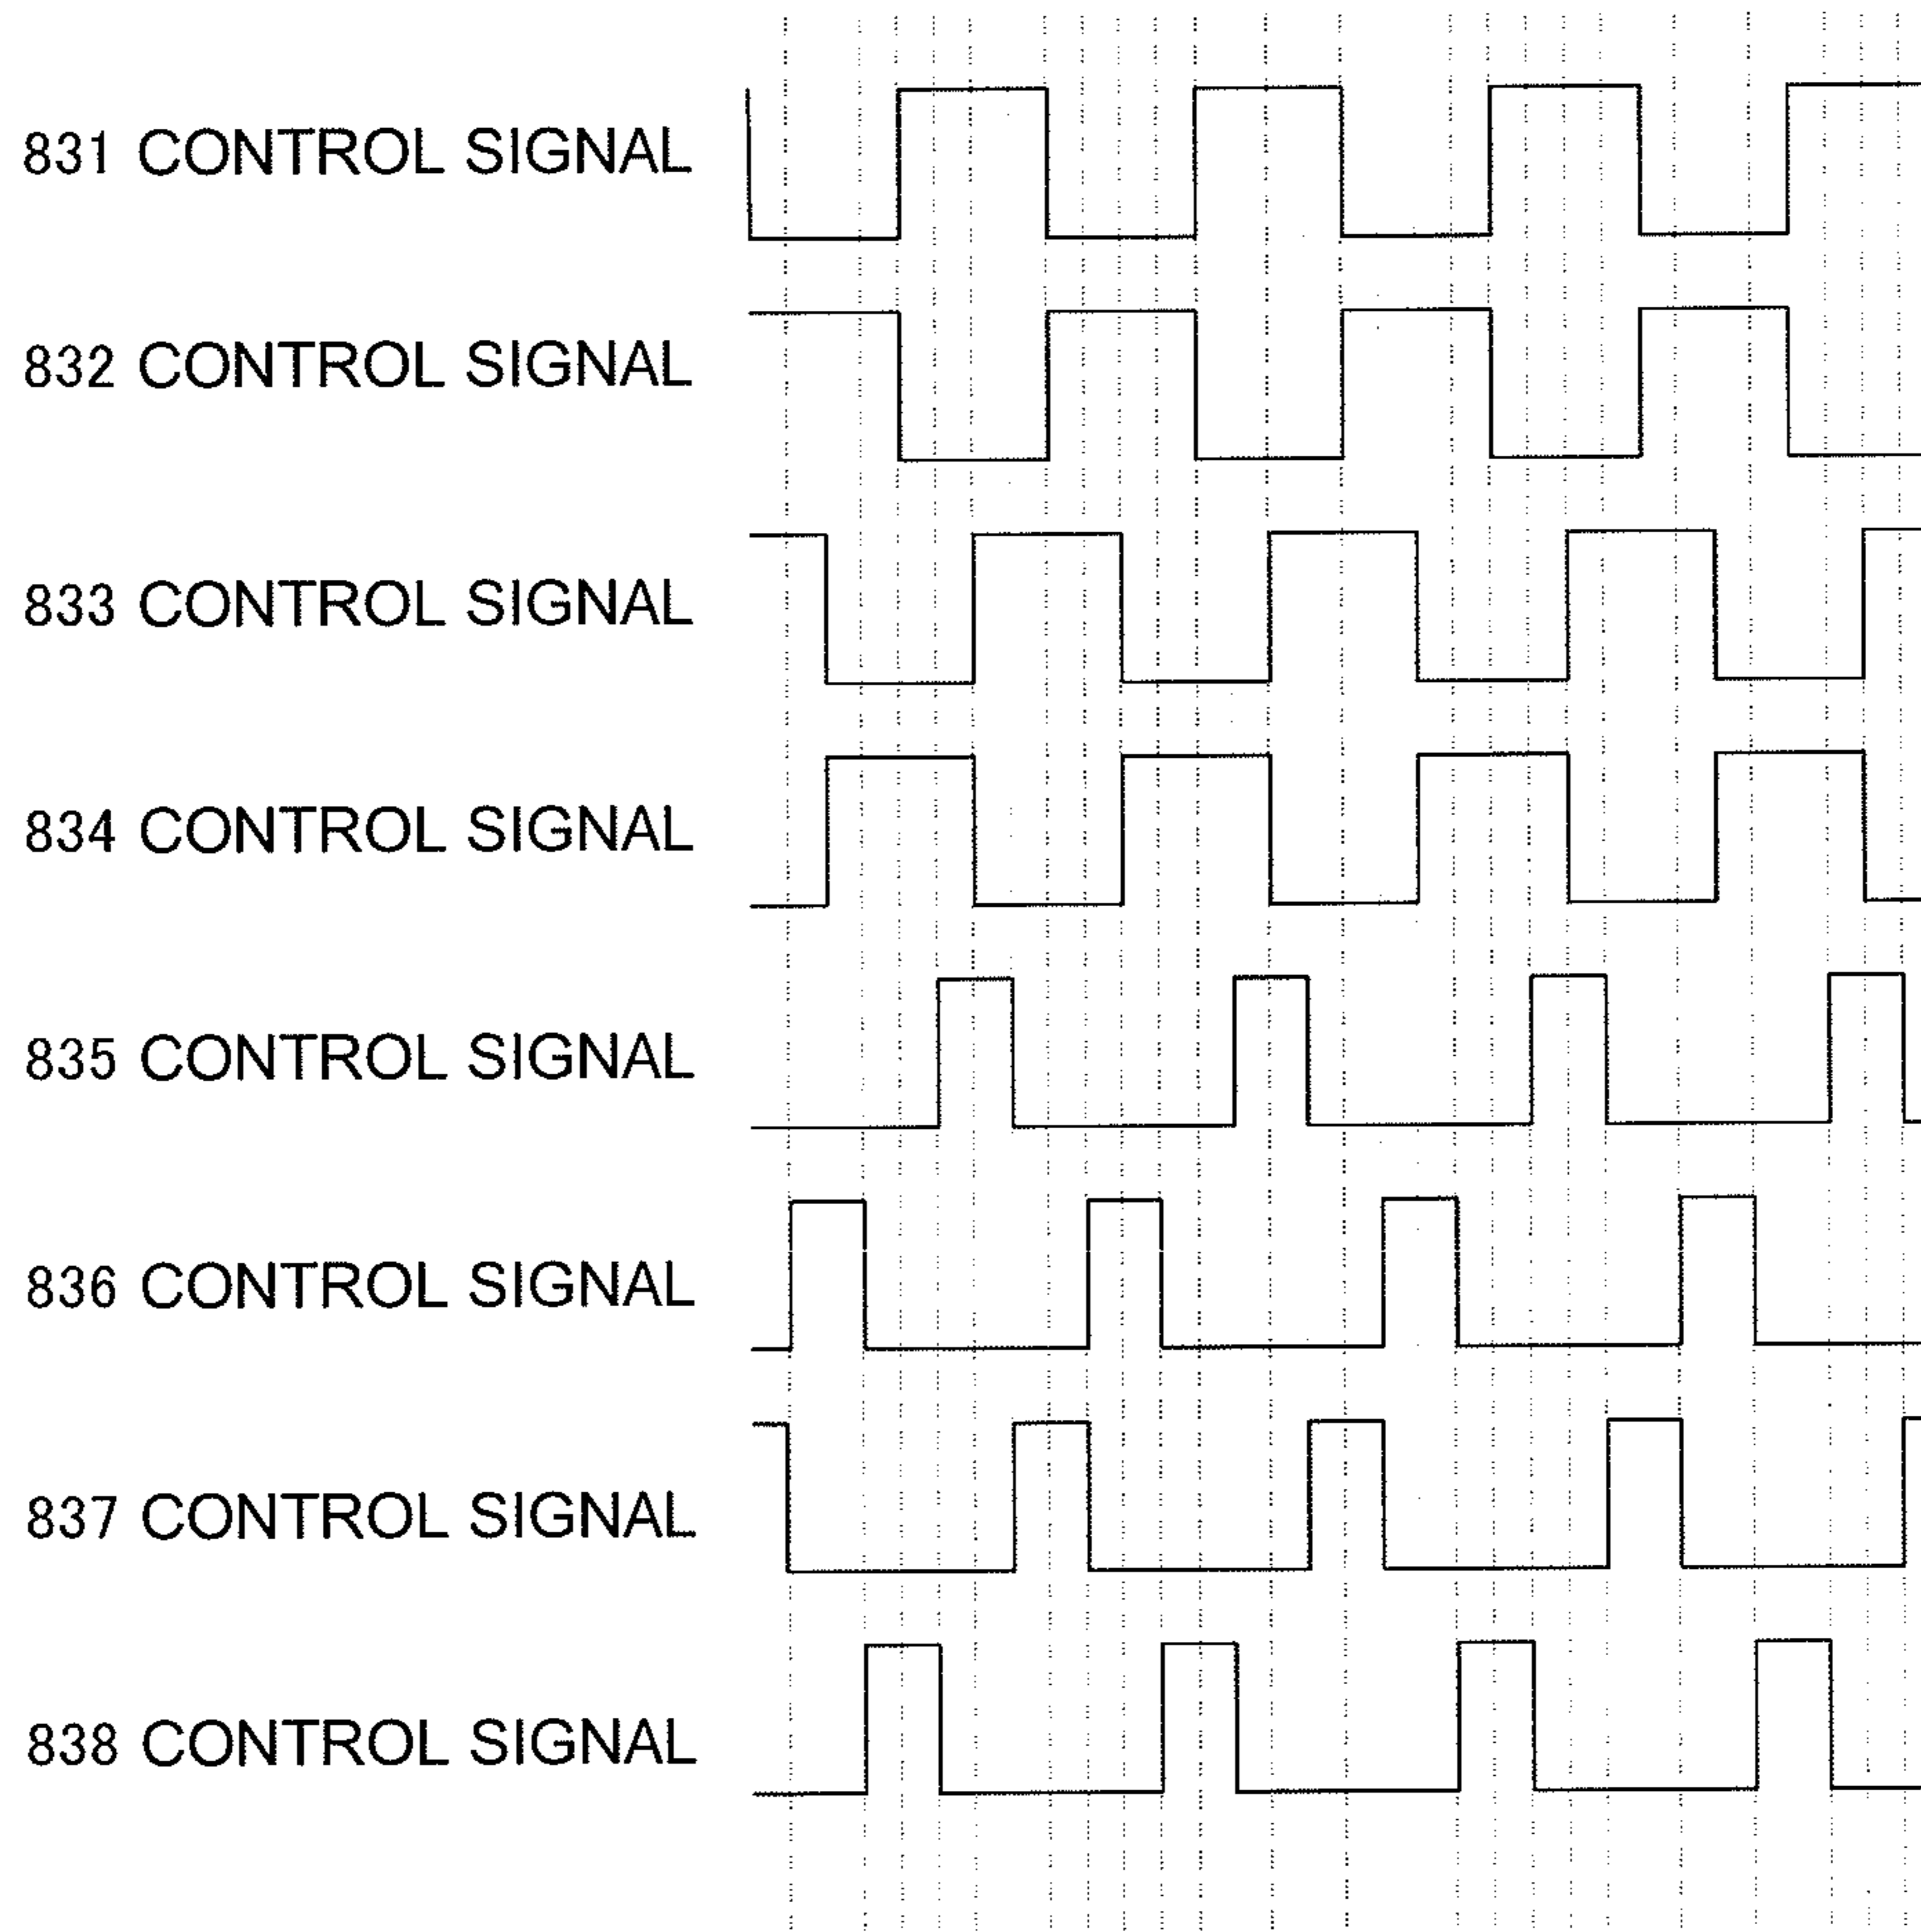 831 CONTROL SIGNAL
832 CONTROL SIGNAL
833 CONTROL SIGNAL
834 CONTROL SIGNAL
835 CONTROL SIGNAL
836 CONTROL SIGNAL
837 CONTROL SIGNAL
838 CONTROL SIGNAL